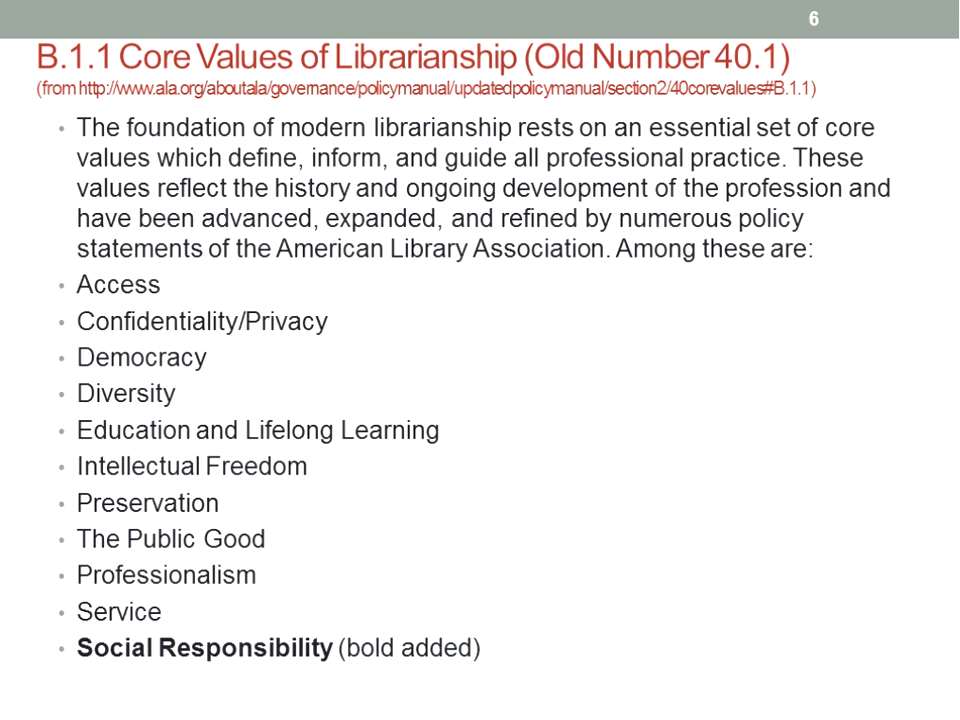 6
B.1.1 Core Values of Librarianship (Old Number 40.1)
(from http://www.ala.org/aboutala/governance/policymanual/updatedpolicymanual/section2/40corevalues#B.1.1)
• The foundation of modern librarianship rests on an essential set of core
values which define, inform, and guide all professional practice. These
values reflect the history and ongoing development of the profession and
have been advanced, expanded, and refined by numerous policy
statements of the American Library Association. Among these are:
• Access
• Confidentiality/Privacy
• Democracy
• Diversity
• Education and Lifelong Learning
• Intellectual Freedom
• Preservation
• The Public Good
• Professionalism
• Service
• Social Responsibility (bold added)